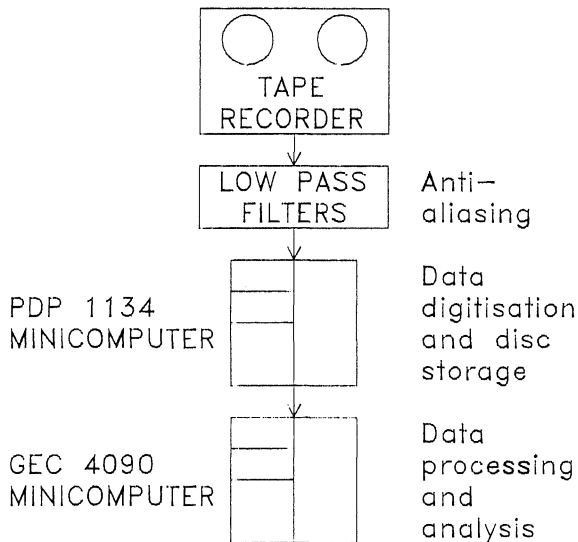 TAPE
RECORDER
LOW PASS
FILTERS
Anti-
aliasing
PDP 1134
MINICOMPUTER
Data
digitisation
and disc
storage
GEC 4090
MINICOMPUTER
Data
processing
and
analysis